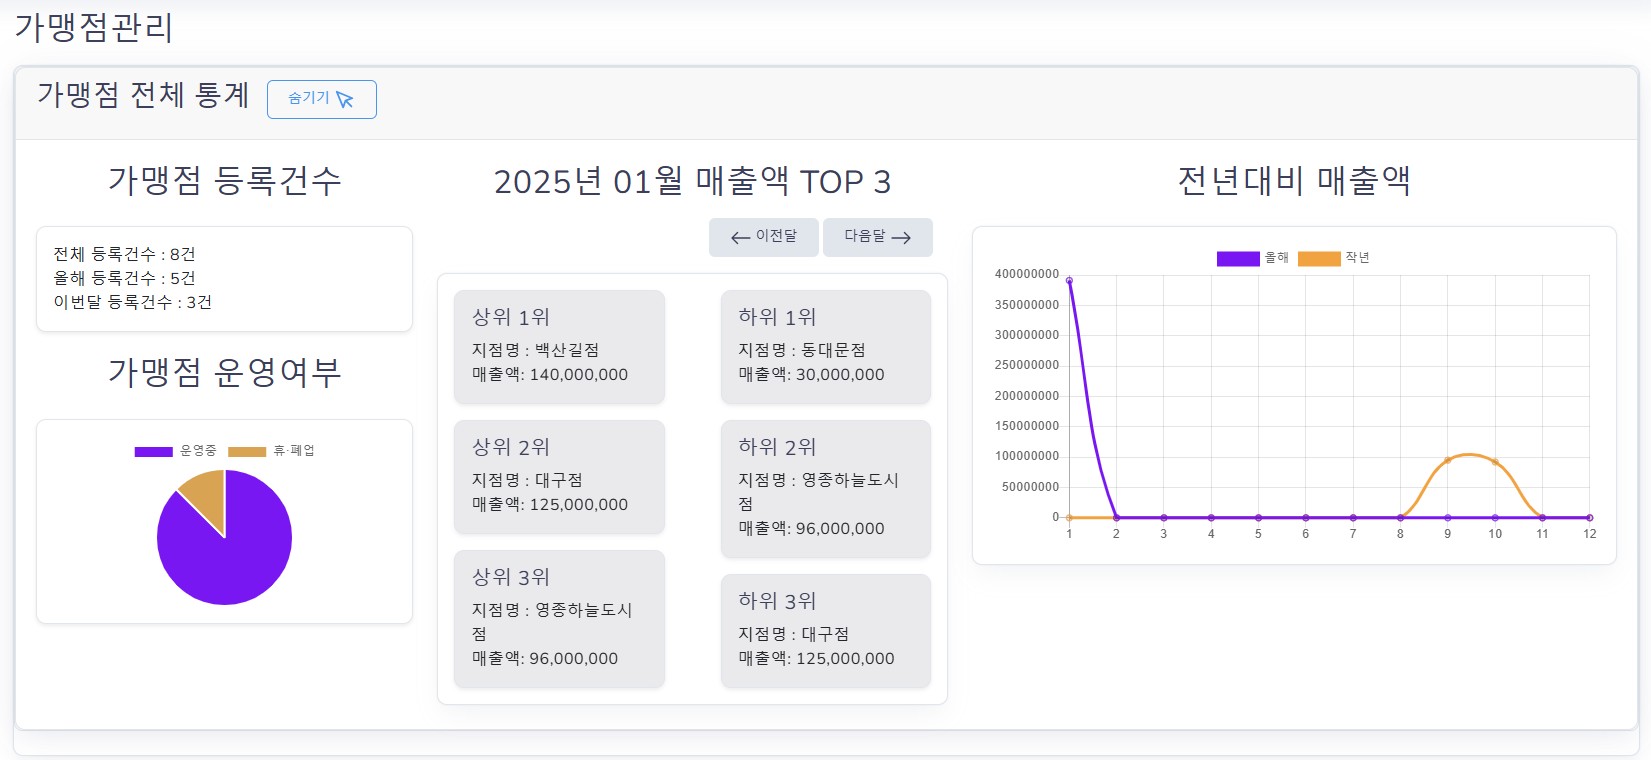 가맹점관리
가맹점 전체 통계
숨기기
가맹점 등록건수
전체 등록건수 : 8건
올해 등록건수 : 5건
이번달 등록건수 : 3건
가맹점 운영여부
운영중 휴·폐업
2025년 01월 매출액 TOP 3
이전달 다음달
상위 1위
지점명 : 백산길점
매출액: 140,000,000
상위 2위
지점명 : 대구점
매출액: 125,000,000
상위 3위
지점명 : 영종하늘도시
점
매출액: 96,000,000
하위 1위
지점명 : 동대문점
매출액: 30,000,000
하위 2위
지점명 : 영종하늘도시
점
매출액: 96,000,000
하위 3위
지점명 : 대구점
매출액: 125,000,000
전년대비 매출액
올해 작년
400000000
350000000
300000000
250000000
200000000
150000000
100000000
50000000
0
1 2 3 4 5 6 7 8 9 10 11 12